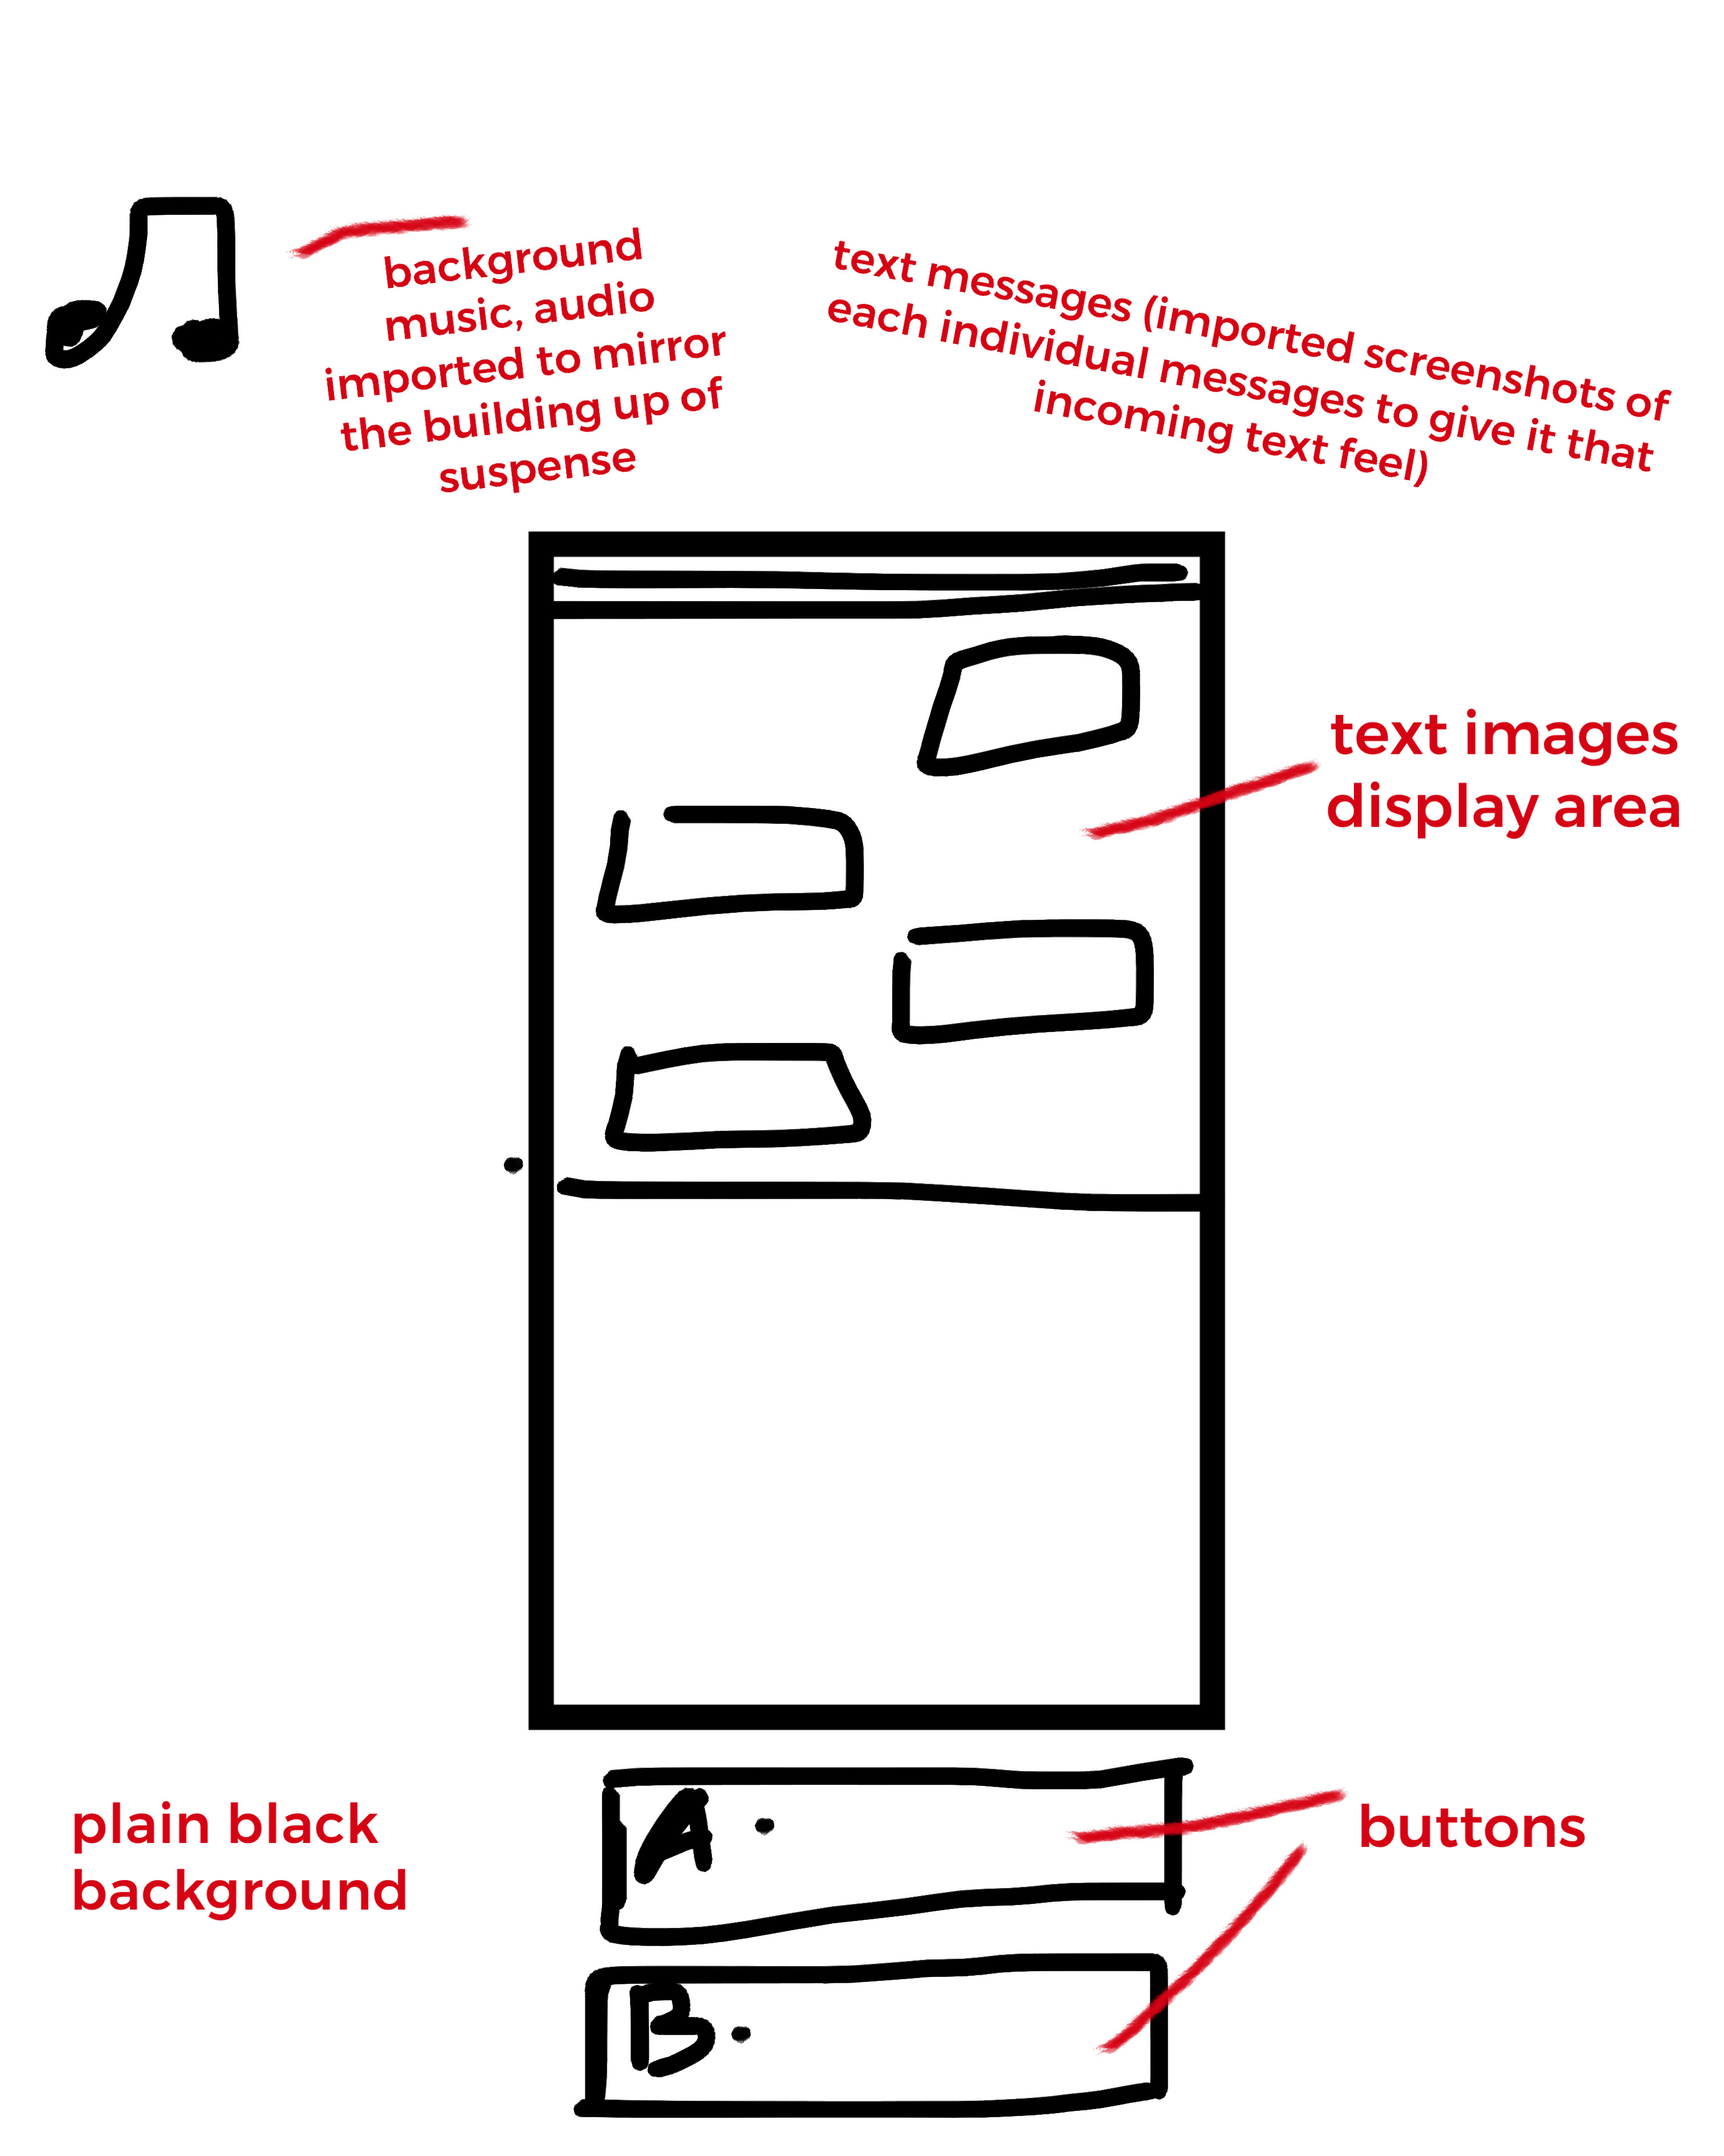 background
music, audio
imported to mirror
the building up of
suspense
text messages (imported screenshots of
each individual messages to give it that
incoming text feel)
text images
display area
A.
plain black
background
buttons
B.